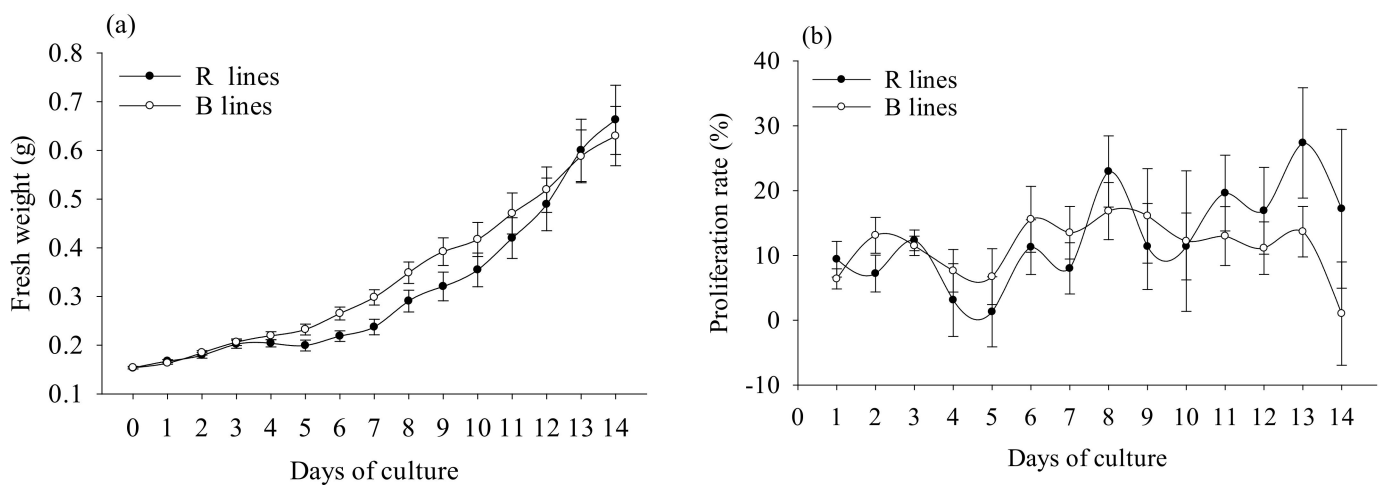 (a)
0.8
0.7
0.6
0.5
0.4
0.3
0.2
0.1
Fresh weight (g)
R lines
B lines
0 1 2 3 4 5 6 7 8 9 10 11 12 13 14
Days of culture
(b)
40
30
20
10
0
-10
Proliferation rate (%)
R lines
B lines
0 1 2 3 4 5 6 7 8 9 10 11 12 13 14
Days of culture